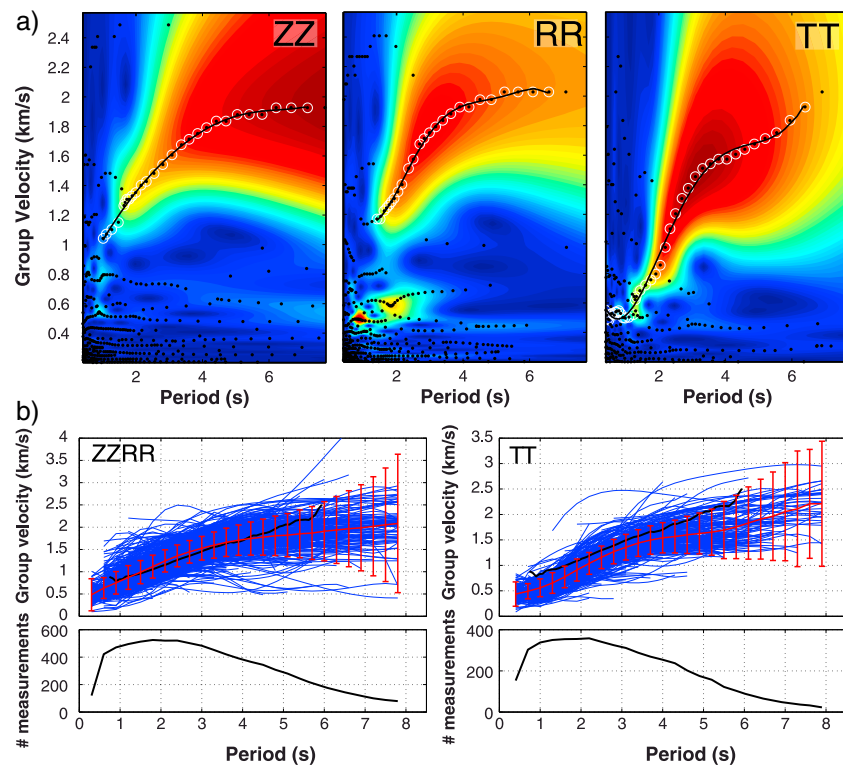 a)
ZZ
RR
TT
Group Velocity (km/s)
2.4
2.2
2
1.8
1.6
1.4
1.2
1
0.8
0.6
0.4
2 4 6
2 4 6
2 4 6
Period (s)
Period (s)
Period (s)
b)
ZZRR
Group velocity (km/s)
4
3.5
3
2.5
2
1.5
1
0.5
0
TT
Group velocity (km/s)
3.5
3
2.5
2
1.5
1
0.5
0
# measurements
600
400
200
0
0 1 2 3 4 5 6 7 8
Period (s)
# measurements
400
200
0
0 1 2 3 4 5 6 7 8
Period (s)